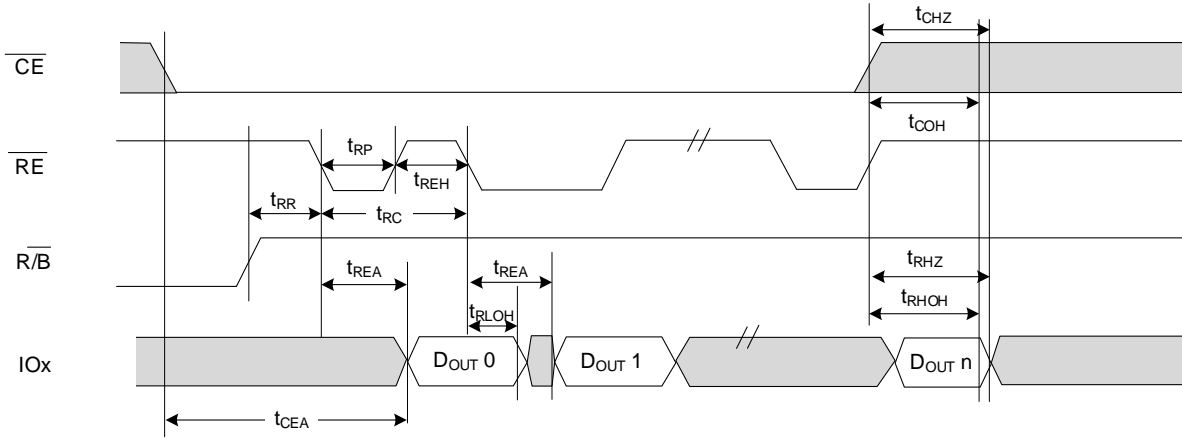 tCHZ
CE
tCOH
RE
tRP
tREH
tRR
tRC
R/B
tREA
tREA
tRHZ
tRLOH
tRHOH
IOx
DOUT 0
DOUT 1
DOUT n
tCEA